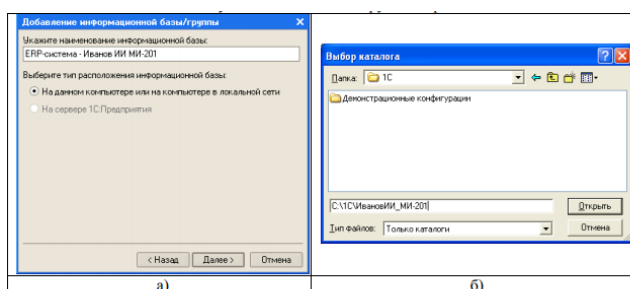 Добавление информационной базы/группы
Укажите наименование информационной базы:
ERP-система - Иванов ИИ МИ-201
Выберите тип расположения информационной базы:
На данном компьютере или на компьютере в локальной сети
На сервере 1С:Предприятия
< Назад
Далее >
Отмена
а)
Выбор каталога
Папка: 1C
Демонстрационные конфигурации
C:\1C\ИвановИИ_МИ-201
Открыть
Тип файлов: Только каталоги
Отмена
б)